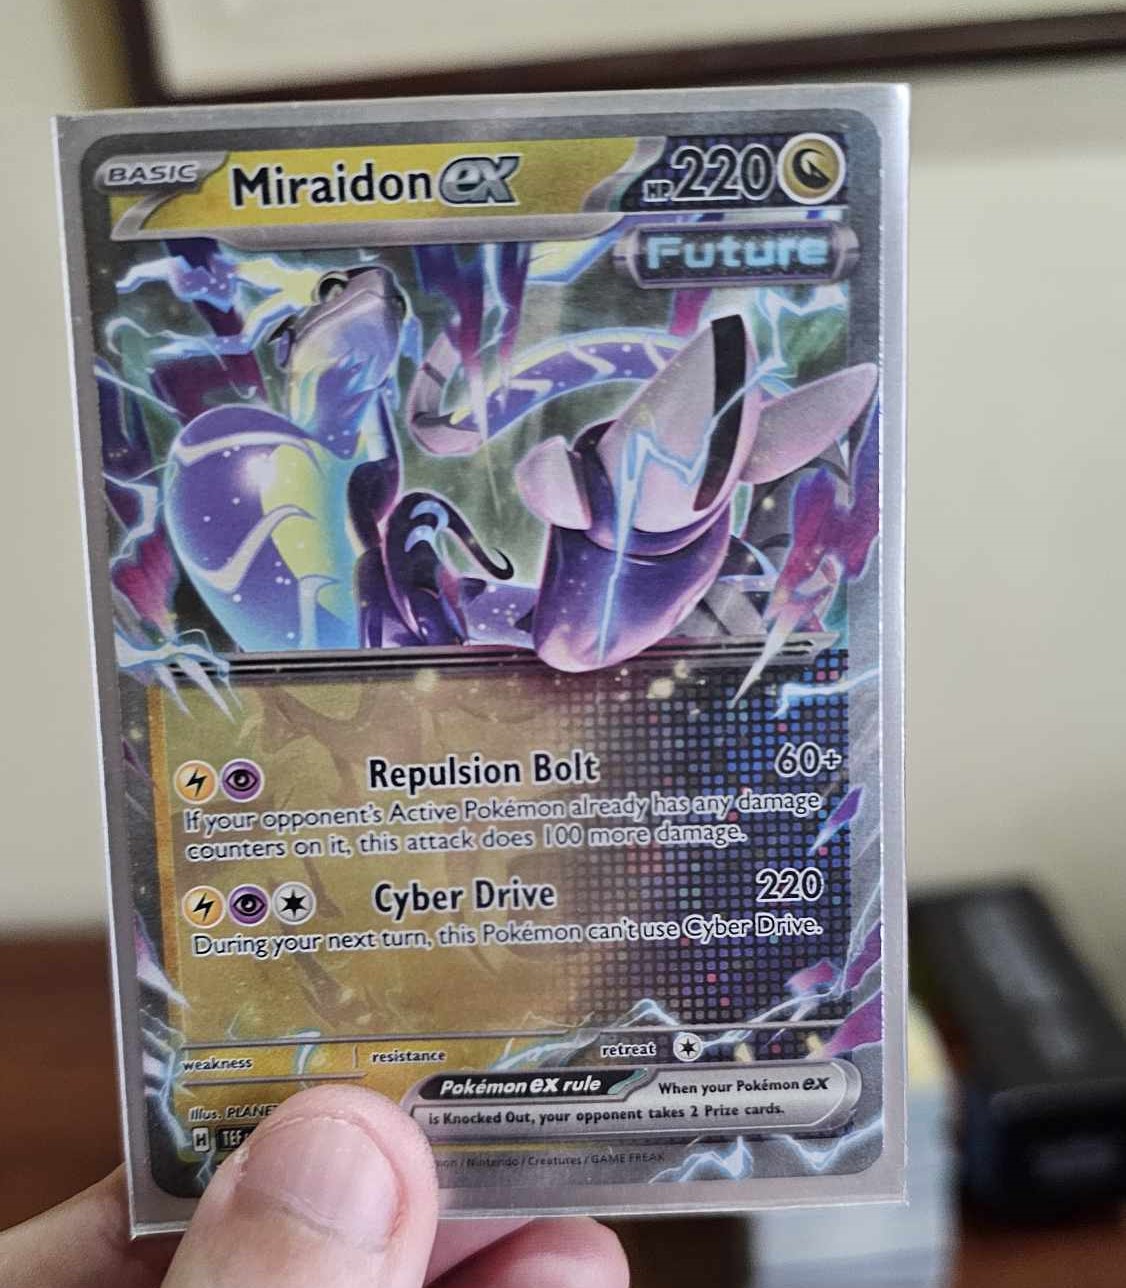 BASIC Miraidon ex HP 220
Future
Repulsion Bolt 60+
If your opponent's Active Pokémon already has any damage
counters on it, this attack does 100 more damage.
Cyber Drive 220
During your next turn, this Pokémon can't use Cyber Drive.
weakness resistance retreat
Pokémon ex rule When your Pokémon ex
is Knocked Out, your opponent takes 2 Prize cards.
Illus.
H TEF
/ Nintendo / Creatures / GAME FREAK